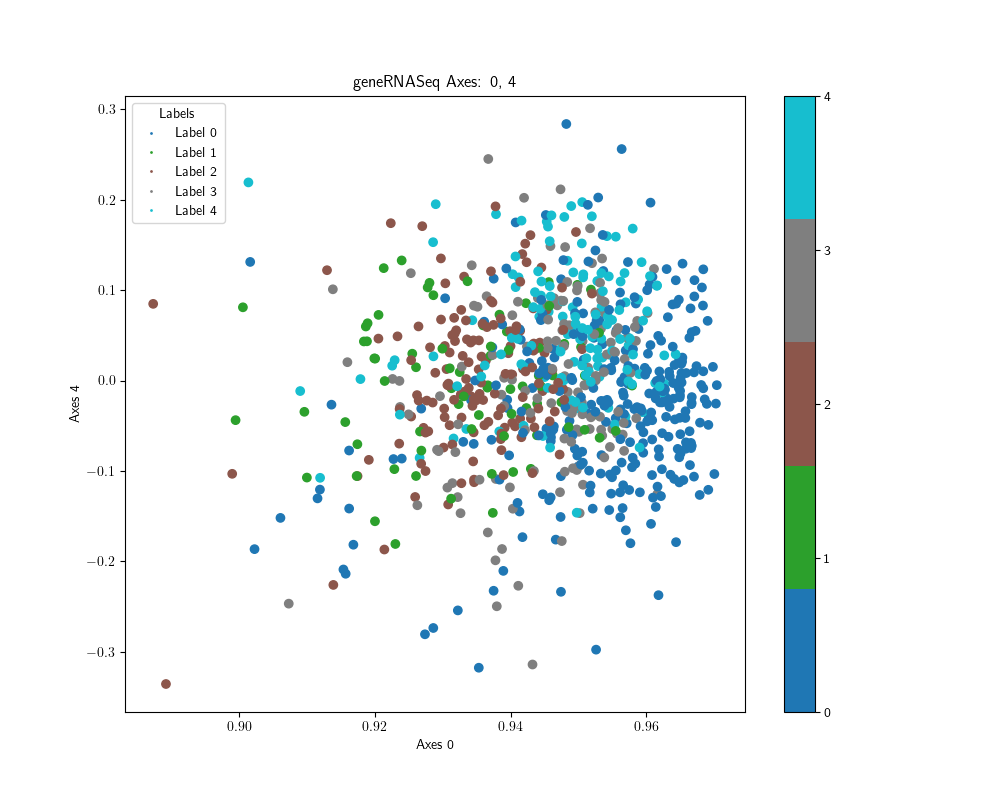 geneRNASeq Axes: 0, 4
Labels
Label 0
Label 1
Label 2
Label 3
Label 4
0.3
0.2
0.1
0.0
−0.1
−0.2
−0.3
Axes 4
0.90
0.92
0.94
0.96
Axes 0
4
3
2
1
0